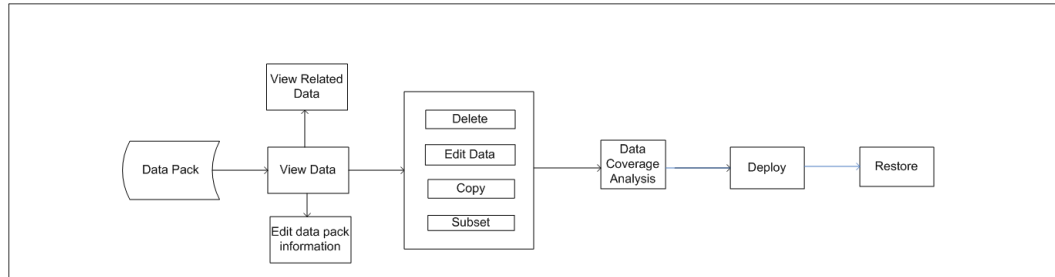 View Related
Data
Data Pack
View Data
Edit data pack
information
Delete
Edit Data
Copy
Subset
Data
Coverage
Analysis
Deploy
Restore